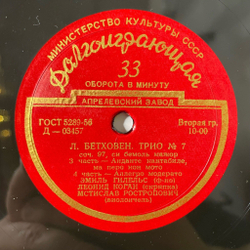 МИНИСТЕРСТВО КУЛЬТУРЫ СССР
Долгоиграющая
33
ОБОРОТА В МИНУТУ
АПРЕЛЕВСКИЙ ЗАВОД
ГОСТ 5289-56
Д — 03457
Вторая гр.
10-00
Л. БЕТХОВЕН. ТРИО № 7
соч. 97, си бемоль мажор
3 часть — Анданте кантабиле,
ма перо кон мото
4 часть — Аллегро модерато
ЭМИЛЬ ГИЛЕЛЬС (ф-но)
ЛЕОНИД КОГАН (скрипка)
МСТИСЛАВ РОСТРОПОВИЧ
(виолончель)